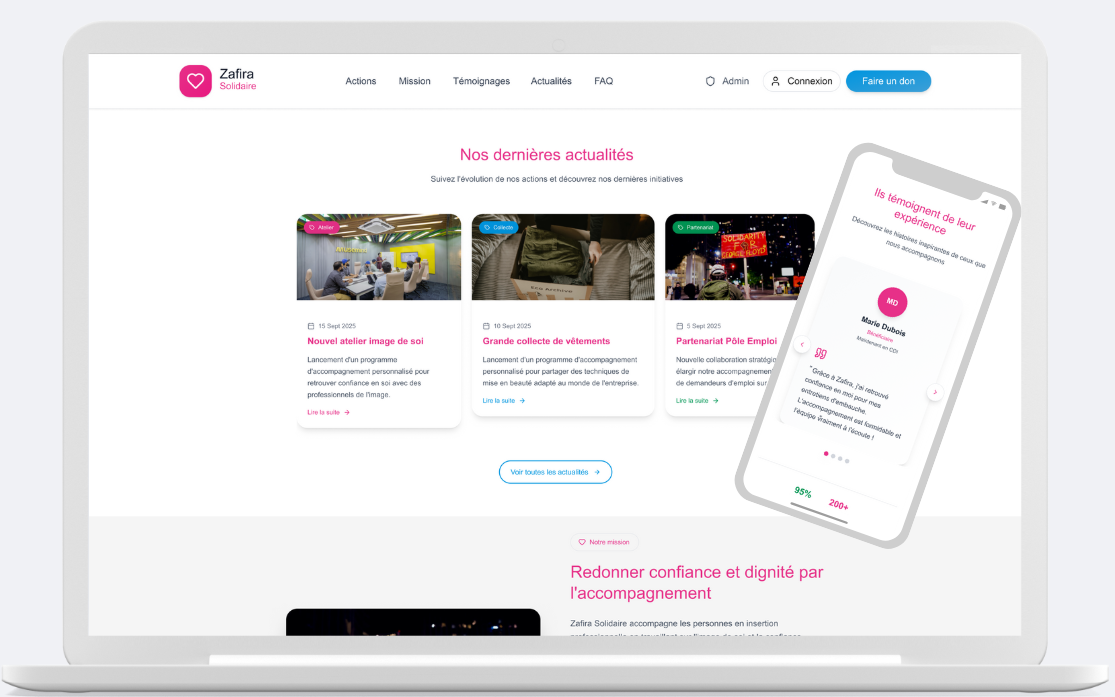 Zafira
Solidaire
Actions
Mission
Témoignages
Actualités
FAQ
Admin
Connexion
Faire un don
Nos dernières actualités
Suivez l'évolution de nos actions et découvrez nos dernières initiatives
Atelier
15 Sept 2025
Nouvel atelier image de soi
Lancement d'un programme
d'accompagnement personnalisé pour
retrouver confiance en soi avec des
professionnels de l'image.
Lire la suite
Collecte
10 Sept 2025
Grande collecte de vêtements
Lancement d'un programme d'accompagnement
personnalisé pour partager des techniques de
mise en beauté adapté au monde de l'entreprise.
Lire la suite
Partenariat
SOLIDARITY
FOR
GEORGE FLOYD
5 Sept 2025
Partenariat Pôle Emploi
Nouvelle collaboration
élargir notre accompagnement
de demandeurs d'emploi sur
Lire la suite
Voir toutes les actualités
Ils témoignent de leur
expérience
Découvrez les histoires inspirantes de ceux que
nous accompagnons
MD
Marie Dubois
Bénéficiaire
Maintenant en CDI
"Grâce à Zafira, j'ai retrouvé
confiance en moi pour mes
entretiens d'embauche.
L'accompagnement est formidable et
l'équipe vraiment à l'écoute !
95%
200+
Notre mission
Redonner confiance et dignité par
l'accompagnement
Zafira Solidaire accompagne les personnes en insertion